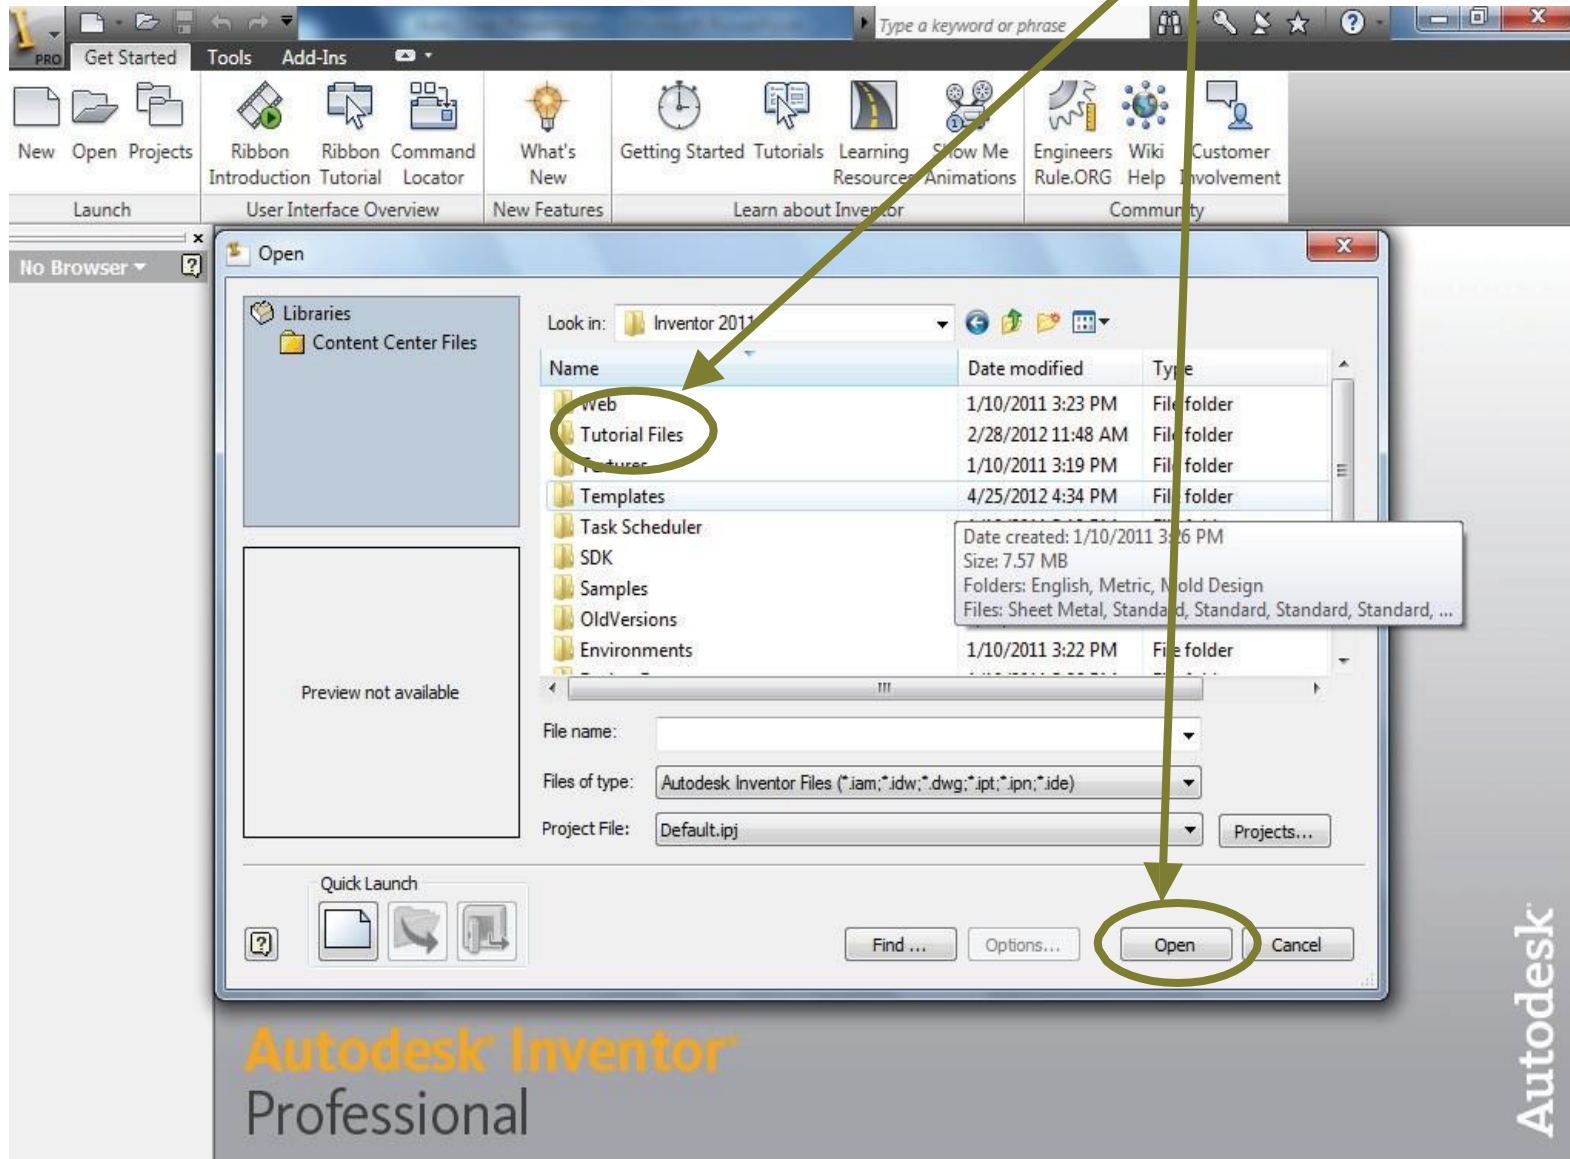 Type a keyword or phrase
PRO
Get Started Tools Add-Ins
New Open Projects
Ribbon Introduction
Ribbon Tutorial
Command Locator
What's New
Getting Started
Tutorials
Learning Resources
Show Me Animations
Engineers Rule.ORG
Wiki Help
Customer Involvement
Launch
User Interface Overview
New Features
Learn about Inventor
Community
No Browser
Open
Libraries
Content Center Files
Look in: Inventor 2011
Name Date modified Type
Web 1/10/2011 3:23 PM File folder
Tutorial Files 2/28/2012 11:48 AM File folder
Textures 1/10/2011 3:19 PM File folder
Templates 4/25/2012 4:34 PM File folder
Task Scheduler
SDK
Samples
OldVersions
Environments 1/10/2011 3:22 PM File folder
Date created: 1/10/2011 3:26 PM
Size: 7.57 MB
Folders: English, Metric, Mold Design
Files: Sheet Metal, Standard, Standard, Standard, Standard, ...
Preview not available
File name:
Files of type: Autodesk Inventor Files (*.iam;*.idw;*.dwg;*.ipt;*.ipn;*.ide)
Project File: Default.ipj Projects...
Quick Launch
Find ... Options... Open Cancel
Autodesk Inventor
Professional
Autodesk